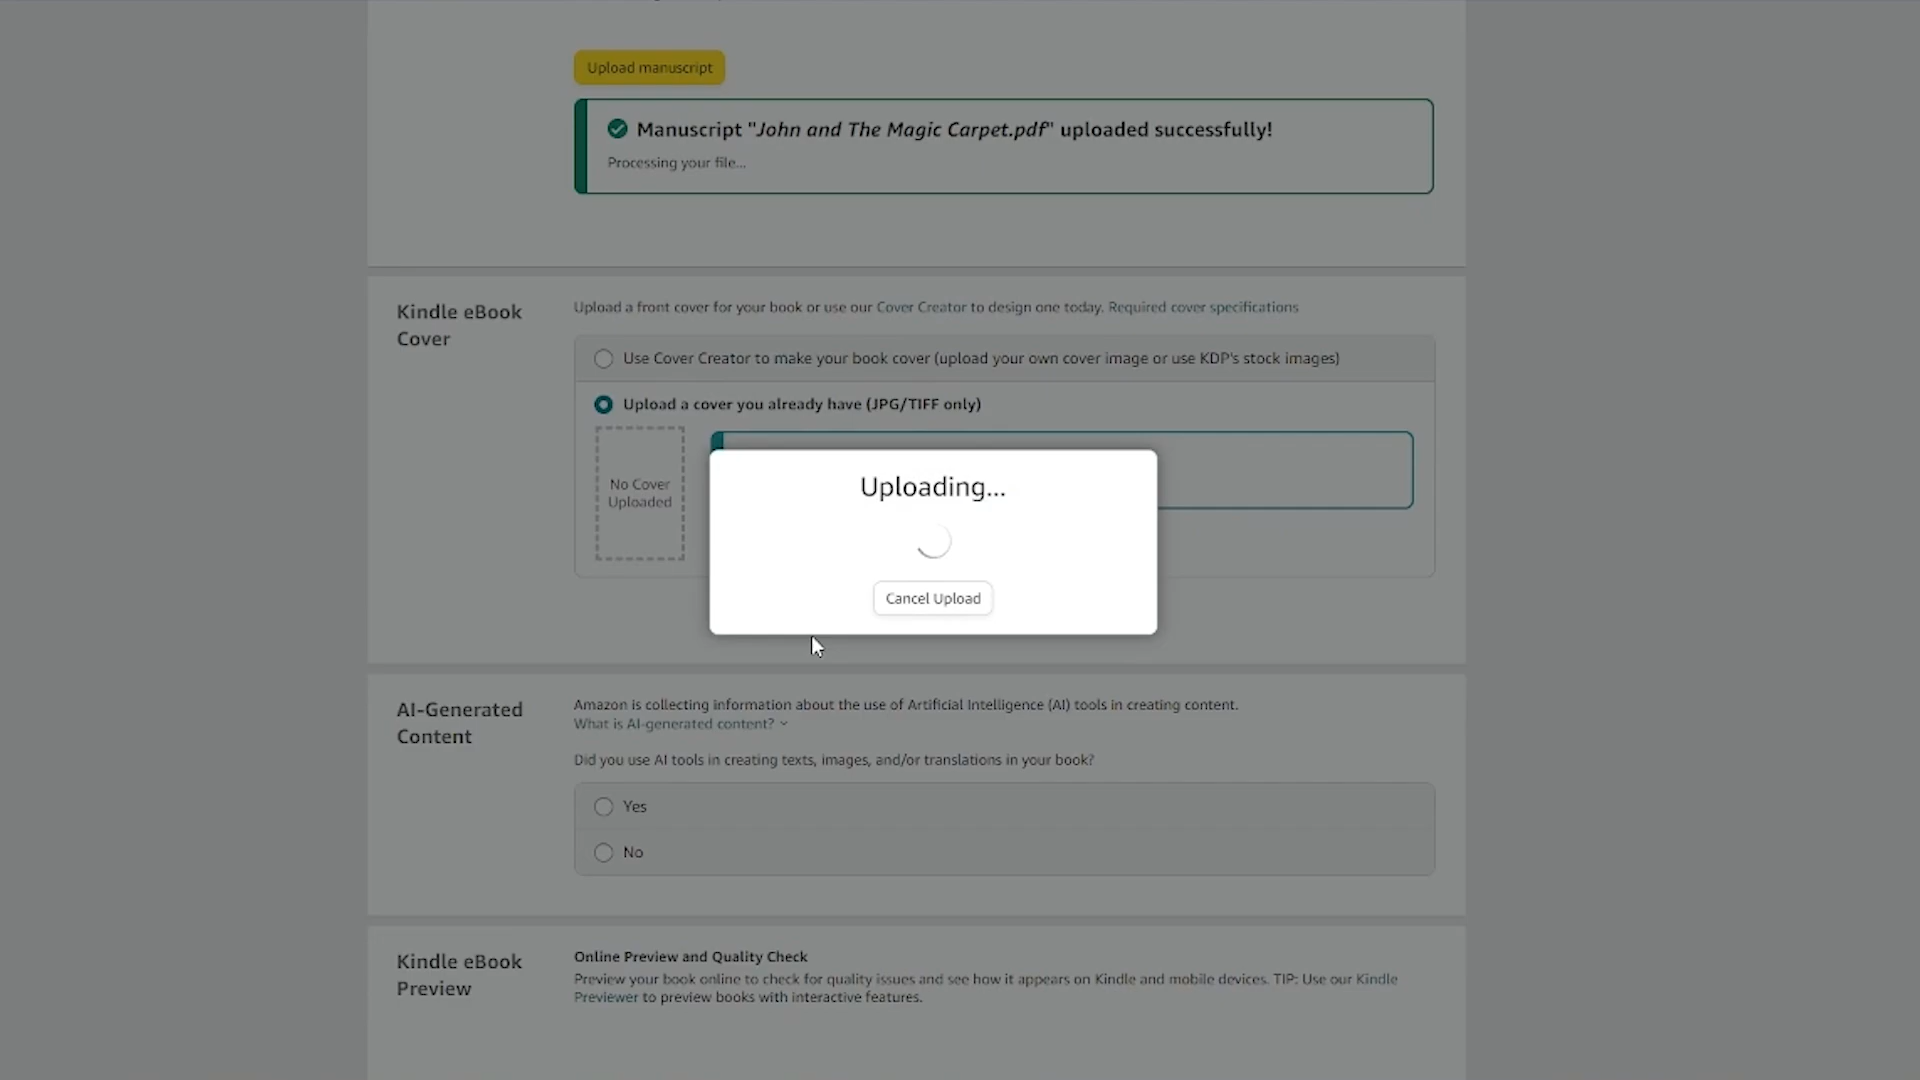 Upload manuscript
Manuscript "John and The Magic Carpet.pdf" uploaded successfully!
Processing your file...
Kindle eBook
Cover
Upload a front cover for your book or use our Cover Creator to design one today. Required cover specifications
Use Cover Creator to make your book cover (upload your own cover image or use KDP's stock images)
Upload a cover you already have (JPG/TIFF only)
No Cover
Uploaded
Uploading...
Cancel Upload
AI-Generated
Content
Amazon is collecting information about the use of Artificial Intelligence (AI) tools in creating content.
What is AI-generated content?
Did you use AI tools in creating texts, images, and/or translations in your book?
Yes
No
Kindle eBook
Preview
Online Preview and Quality Check
Preview your book online to check for quality issues and see how it appears on Kindle and mobile devices. TIP: Use our Kindle
Previewer to preview books with interactive features.